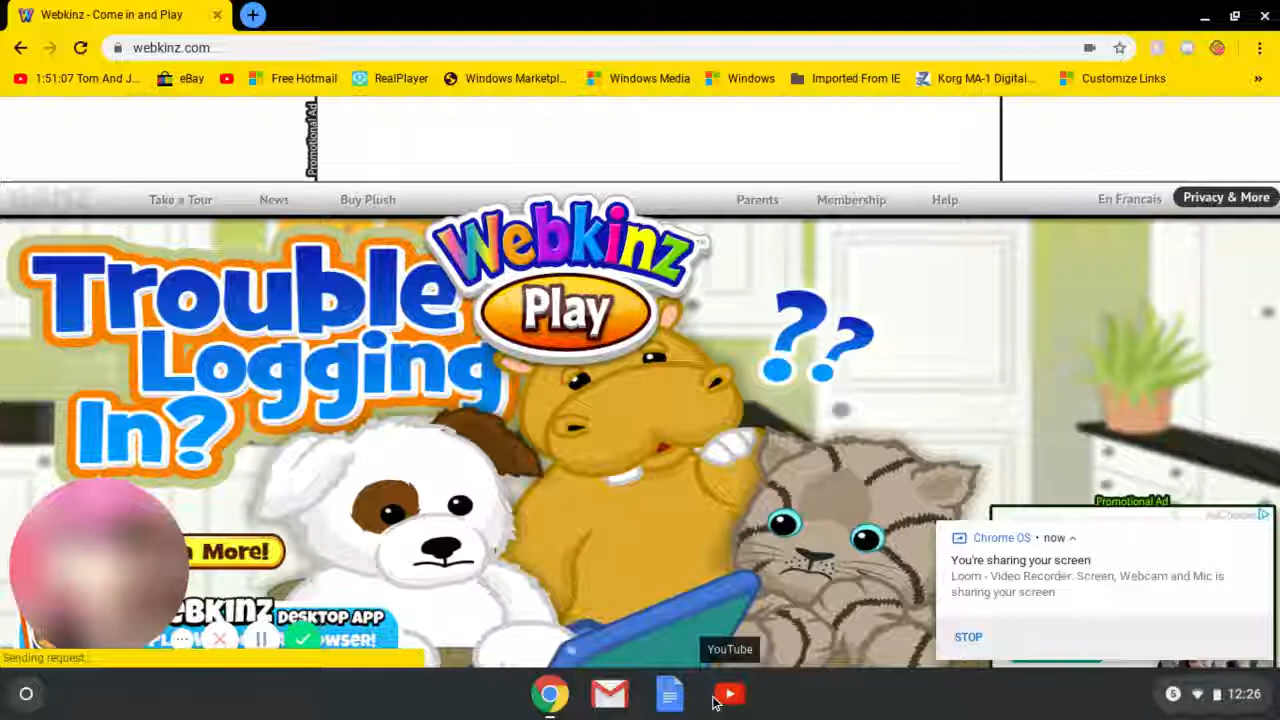 Webkinz - Come in and Play
webkinz.com
1:51:07 Tom And J...
eBay
Free Hotmail
RealPlayer
Windows Marketpl...
Windows Media
Windows
Imported From IE
Korg MA-1 Digital...
Customize Links
»
Promotional Ad
Take a Tour
News
Buy Plush
Parents
Membership
Help
En Francais
Privacy & More
Webkinz
Play
Trouble
Logging
In?
??
More!
Promotional Ad
AdChoices
Chrome OS • now
You're sharing your screen
Loom - Video Recorder: Screen, Webcam and Mic is
sharing your screen
STOP
DESKTOP APP
Sending request...
YouTube
5
12:26